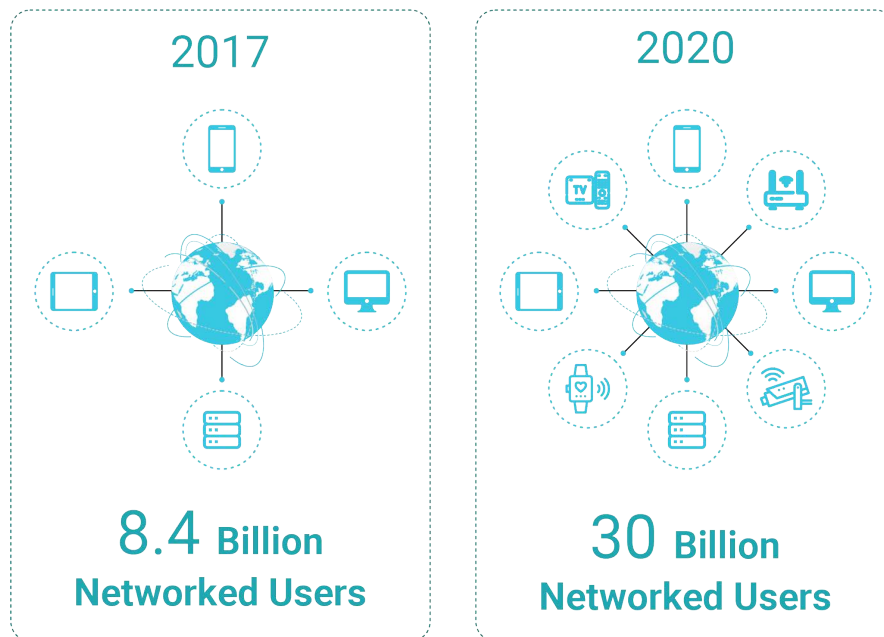 2017
8.4 Billion
Networked Users
2020
TV
30 Billion
Networked Users